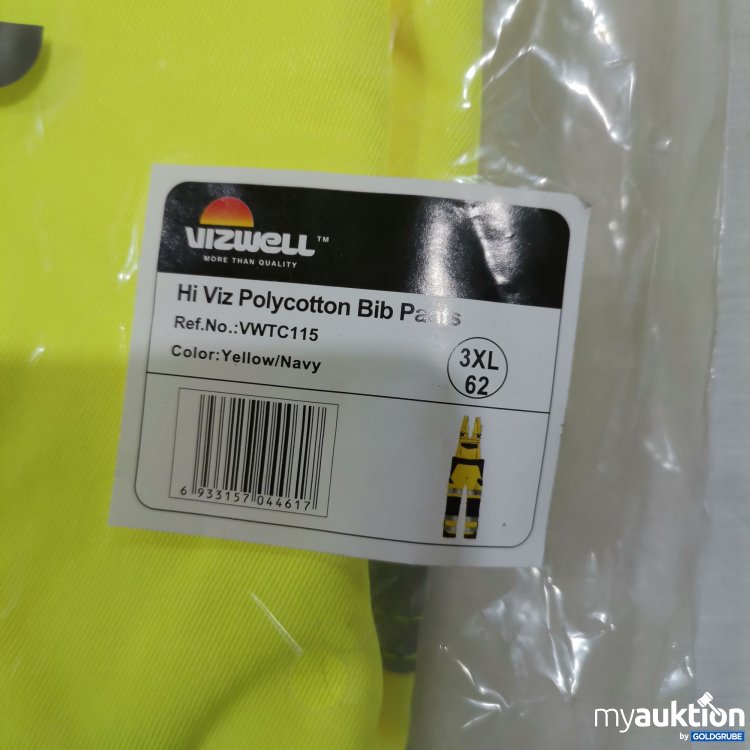 VIZWELL™
MORE THAN QUALITY
Hi Viz Polycotton Bib Pants
Ref.No.:VWTC115
Color:Yellow/Navy
3XL
62
6 933157 044617
myauktion
by GOLDGRUBE